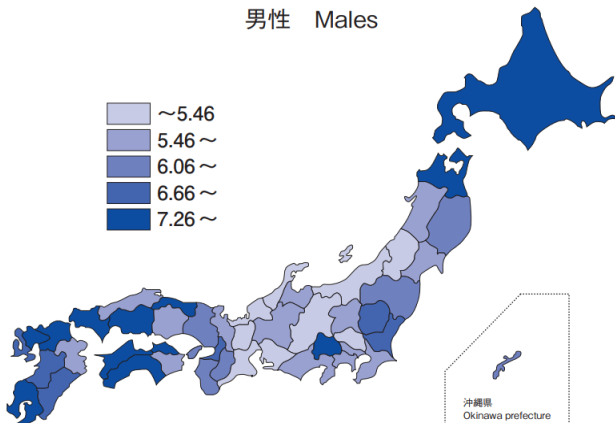 男性　Males
～5.46
5.46～
6.06～
6.66～
7.26～
沖縄県
Okinawa prefecture